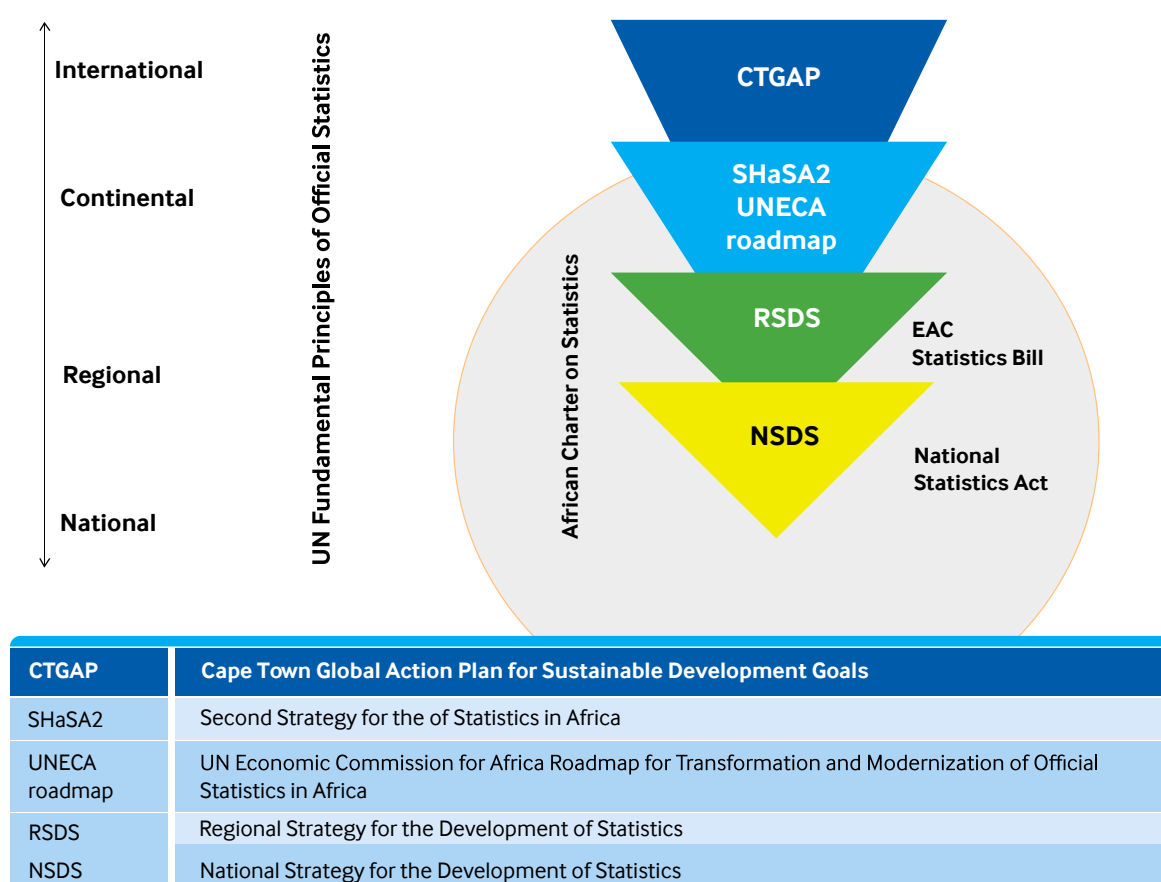 International
Continental
Regional
National
UN Fundamental Principles of Official Statistics
CTGAP
SHaSA2
UNECA
roadmap
African Charter on Statistics
RSDS
EAC
Statistics Bill
NSDS
National
Statistics Act
CTGAP Cape Town Global Action Plan for Sustainable Development Goals
SHaSA2 Second Strategy for the of Statistics in Africa
UNECA
roadmap
UN Economic Commission for Africa Roadmap for Transformation and Modernization of Official
Statistics in Africa
RSDS Regional Strategy for the Development of Statistics
NSDS National Strategy for the Development of Statistics